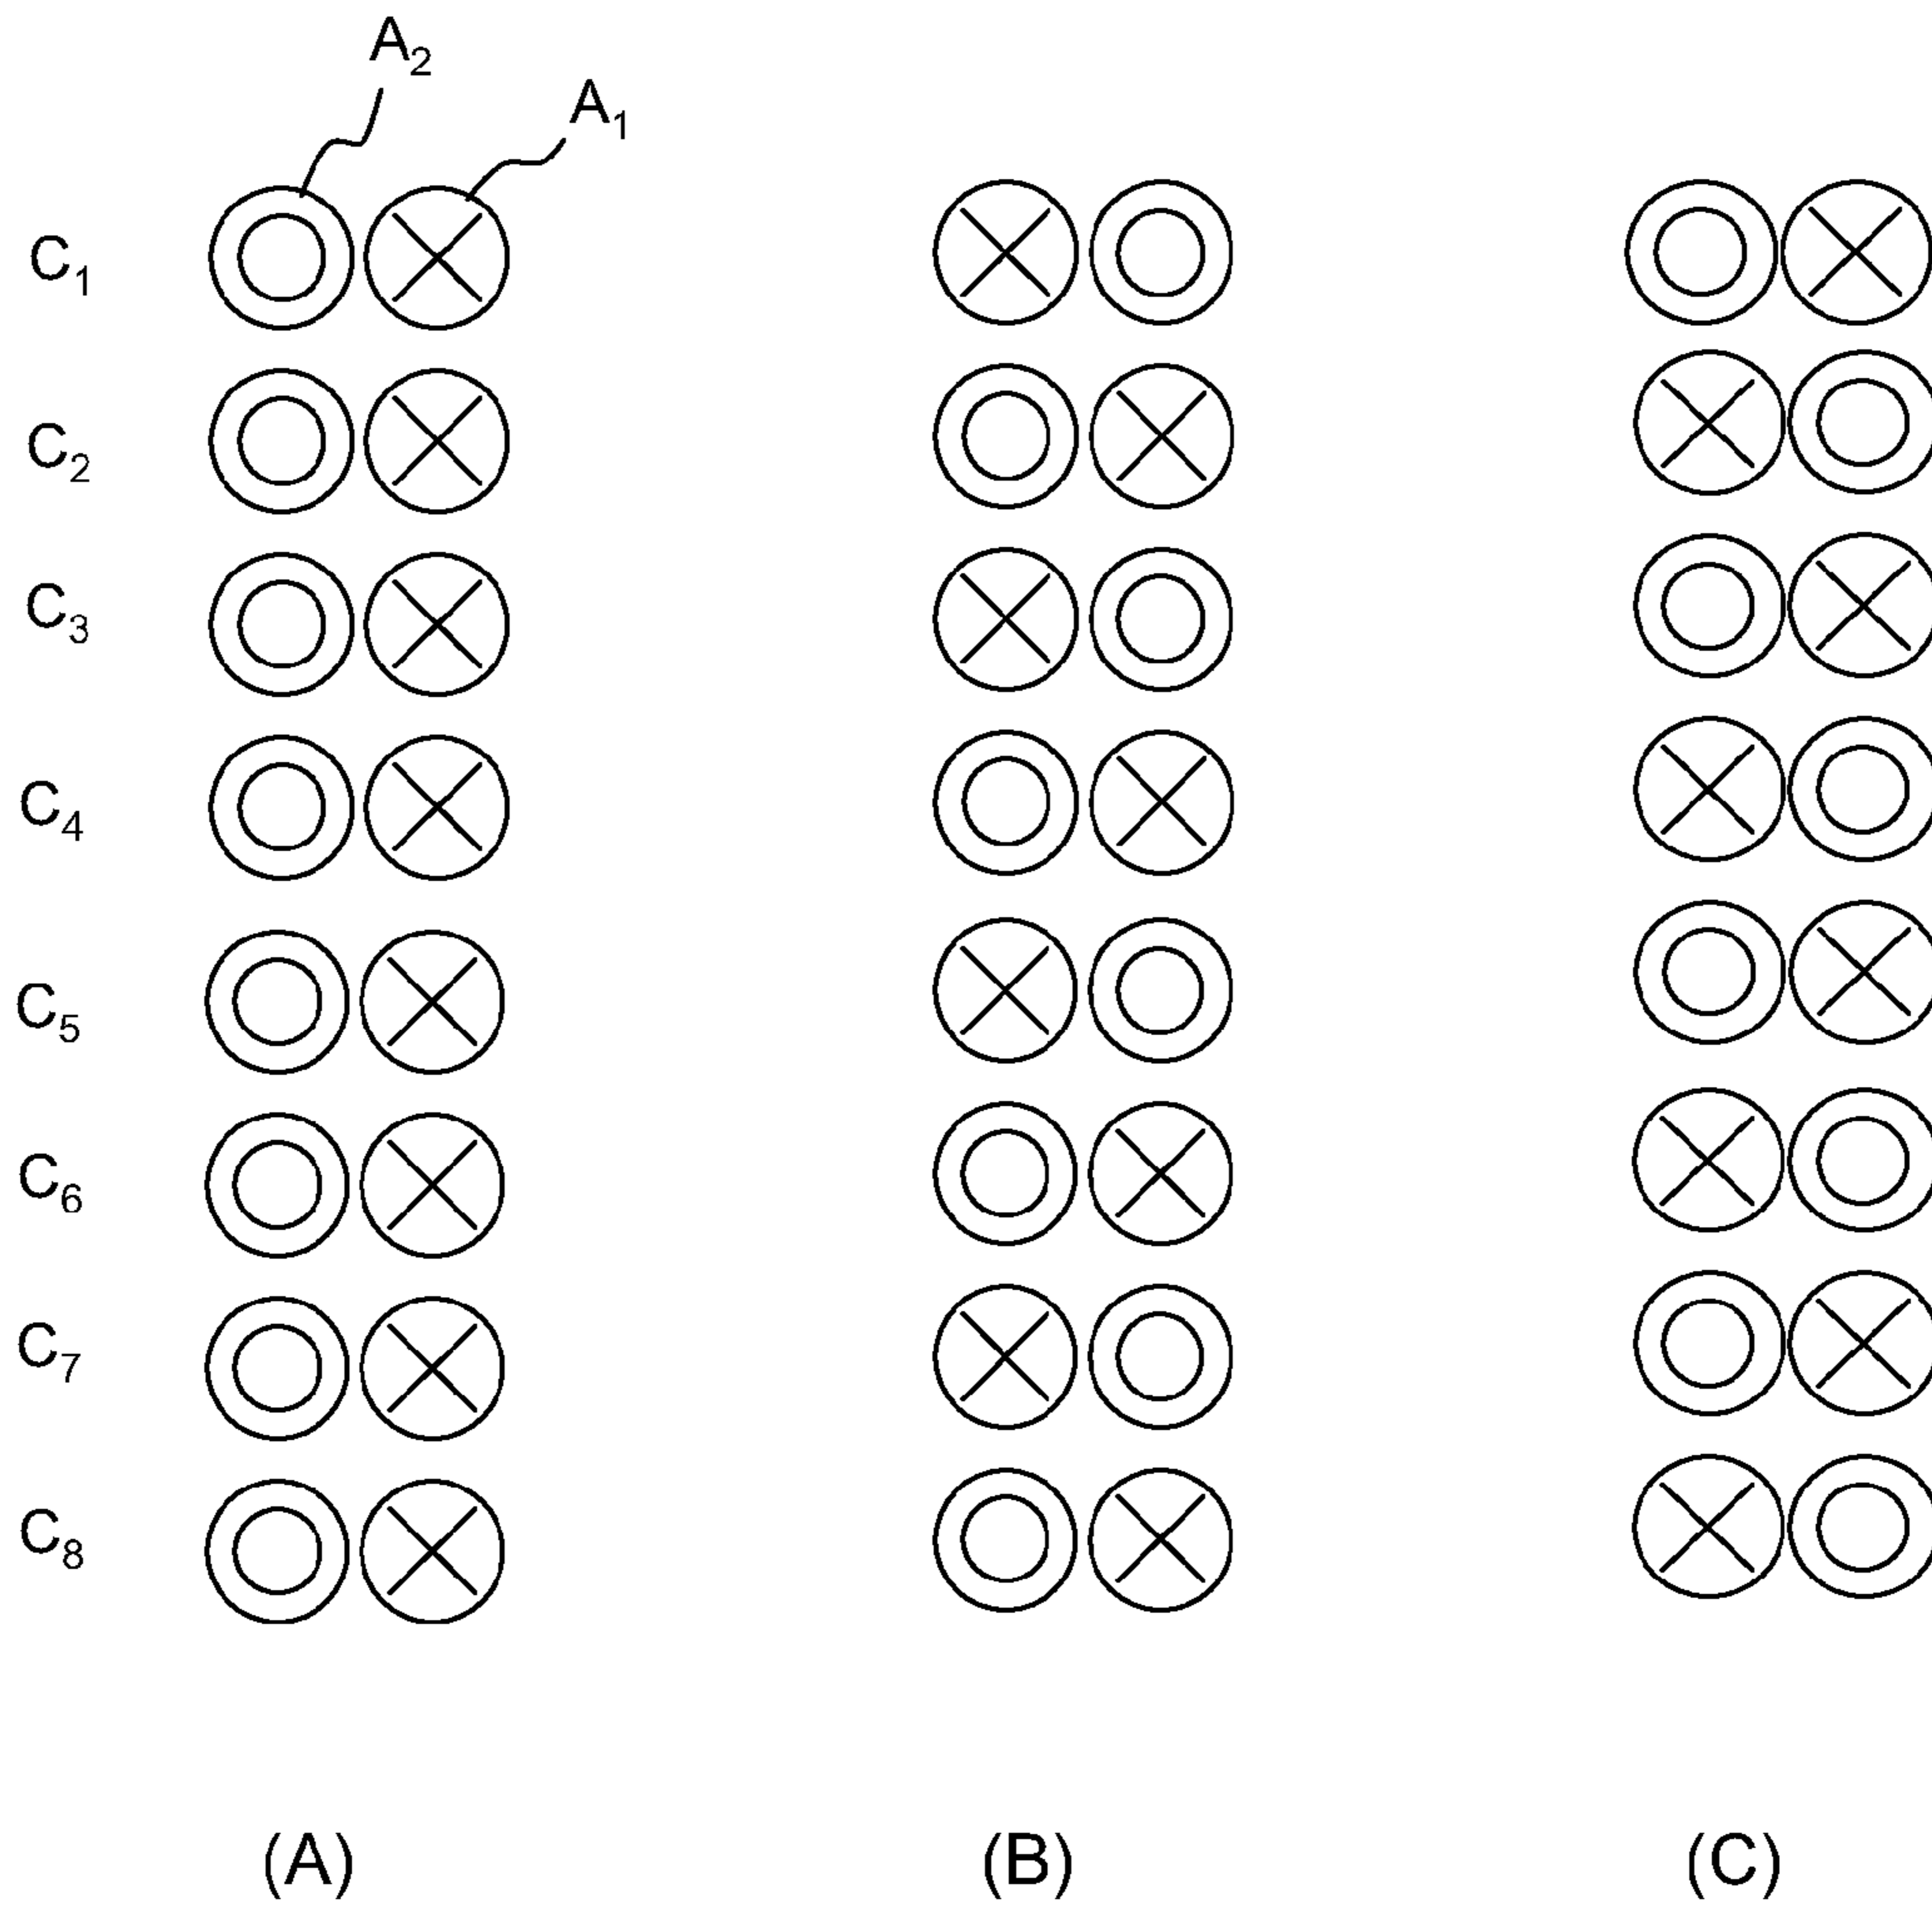 A₂
A₁
C₁
C₂
C₃
C₄
C₅
C₆
C₇
C₈
(A) (B) (C)